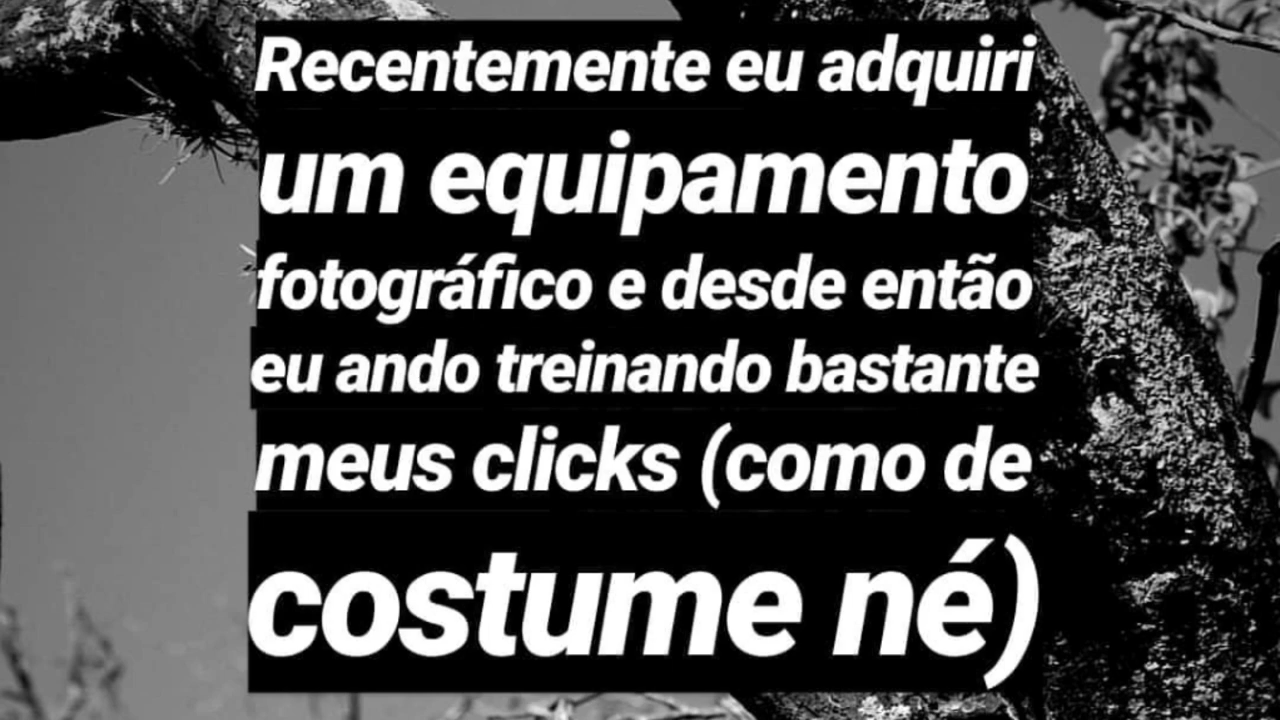 Recentemente eu adquiri
um equipamento
fotográfico e desde então
eu ando treinando bastante
meus clicks (como de
costume né)